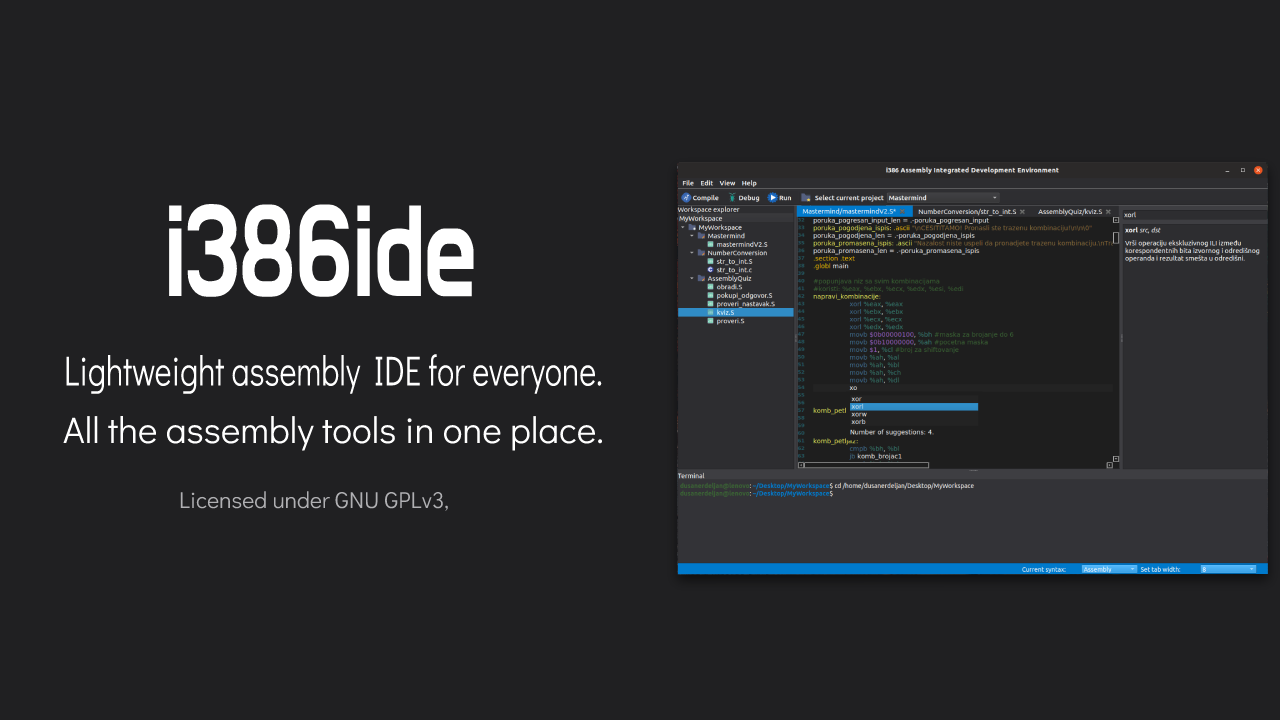 i386ide
Lightweight assembly IDE for everyone.
All the assembly tools in one place.
Licensed under GNU GPLv3,
i386 Assembly Integrated Development Environment
File Edit View Help
Compile Debug Run Select current project Mastermind
Workspace explorer
MyWorkspace
MyWorkspace
Mastermind
mastermindV2.S
NumberConversion
str_to_int.S
str_to_int.c
AssemblyQuiz
obradi.S
pokupi_odgovor.S
proveri_nastavak.S
kviz.S
proveri.S
Mastermind/mastermindV2.S* NumberConversion/str_to_int.S AssemblyQuiz/kviz.S
poruka_pogresan_input_len = .-poruka_pogresan_input
poruka_pogodjena_ispis: .ascii "\nCESTITAMO! Pronasli ste trazenu kombinaciju!\n\n\0"
poruka_pogodjena_len = .-poruka_pogodjena_ispis
poruka_promasena_ispis: .ascii "Nazalost niste uspeli da pronadjete trazenu kombinaciju.
poruka_promasena_len = .-poruka_promasena_ispis
.section .text
.globl main
#popunjava niz sa svim kombinacijama
#koristi: %eax, %ebx, %ecx, %edx, %esi, %edi
napravi_kombinacije:
xorl %eax, %eax
xorl %ebx, %ebx
xorl %ecx, %ecx
xorl %edx, %edx
movb $0b00000100, %bh #maska za brojanje do 6
movb $0b10000000, %ah #pocetna maska
movb $1, %cl #broj za shiftovanje
movb %ah, %al
movb %ah, %bl
movb %ah, %ch
movb %ah, %dl
xo
xor
xorl
xorw
xorb
Number of suggestions: 4.
komb_petl
cmpb %bh, %bl
jb komb_brojac1
xorl
xorl src, dst
Vrši operaciju ekskluzivnog ILI između
korespondentnih bita izvornog i odredišnog
operanda i rezultat smešta u odredišni.
Terminal
dusanerdeljan@lenovo:~/Desktop/MyWorkspace$ cd /home/dusanerdeljan/Desktop/MyWorkspace
dusanerdeljan@lenovo:~/Desktop/MyWorkspace$
Current syntax: Assembly Set tab width: 8